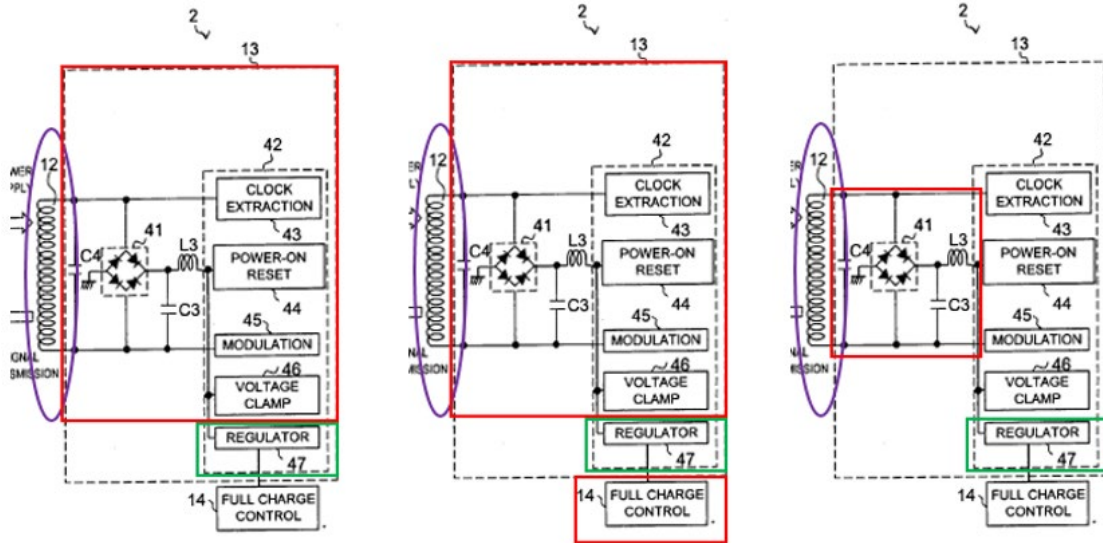 2
13
42
12
CLOCK
EXTRACTION
41
43
L3
C4
POWER-ON
RESET
C3
44
45
MODULATION
46
VOLTAGE
CLAMP
REGULATOR
47
14
FULL CHARGE
CONTROL
2
13
42
12
CLOCK
EXTRACTION
41
43
L3
C4
POWER-ON
RESET
C3
44
45
MODULATION
46
VOLTAGE
CLAMP
REGULATOR
47
14
FULL CHARGE
CONTROL
2
13
42
12
CLOCK
EXTRACTION
41
43
L3
C4
POWER-ON
RESET
C3
44
45
MODULATION
46
VOLTAGE
CLAMP
REGULATOR
47
14
FULL CHARGE
CONTROL